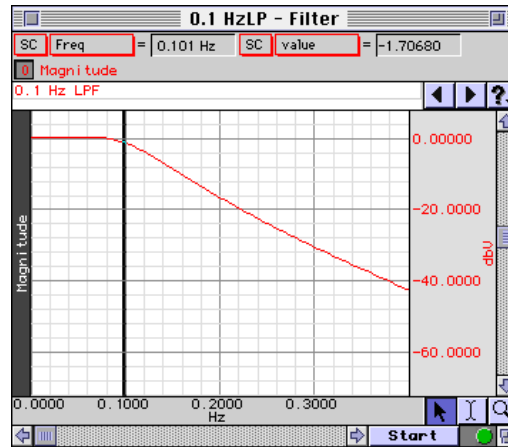 0.1 HzLP - Filter
SC Freq = 0.101 Hz SC value = -1.70680
0 Magnitude
0.1 Hz LPF
?
0.00000
-20.0000
-40.0000
-60.0000
dbV
Magnitude
0.0000 0.1000 0.2000 0.3000
Hz
Start